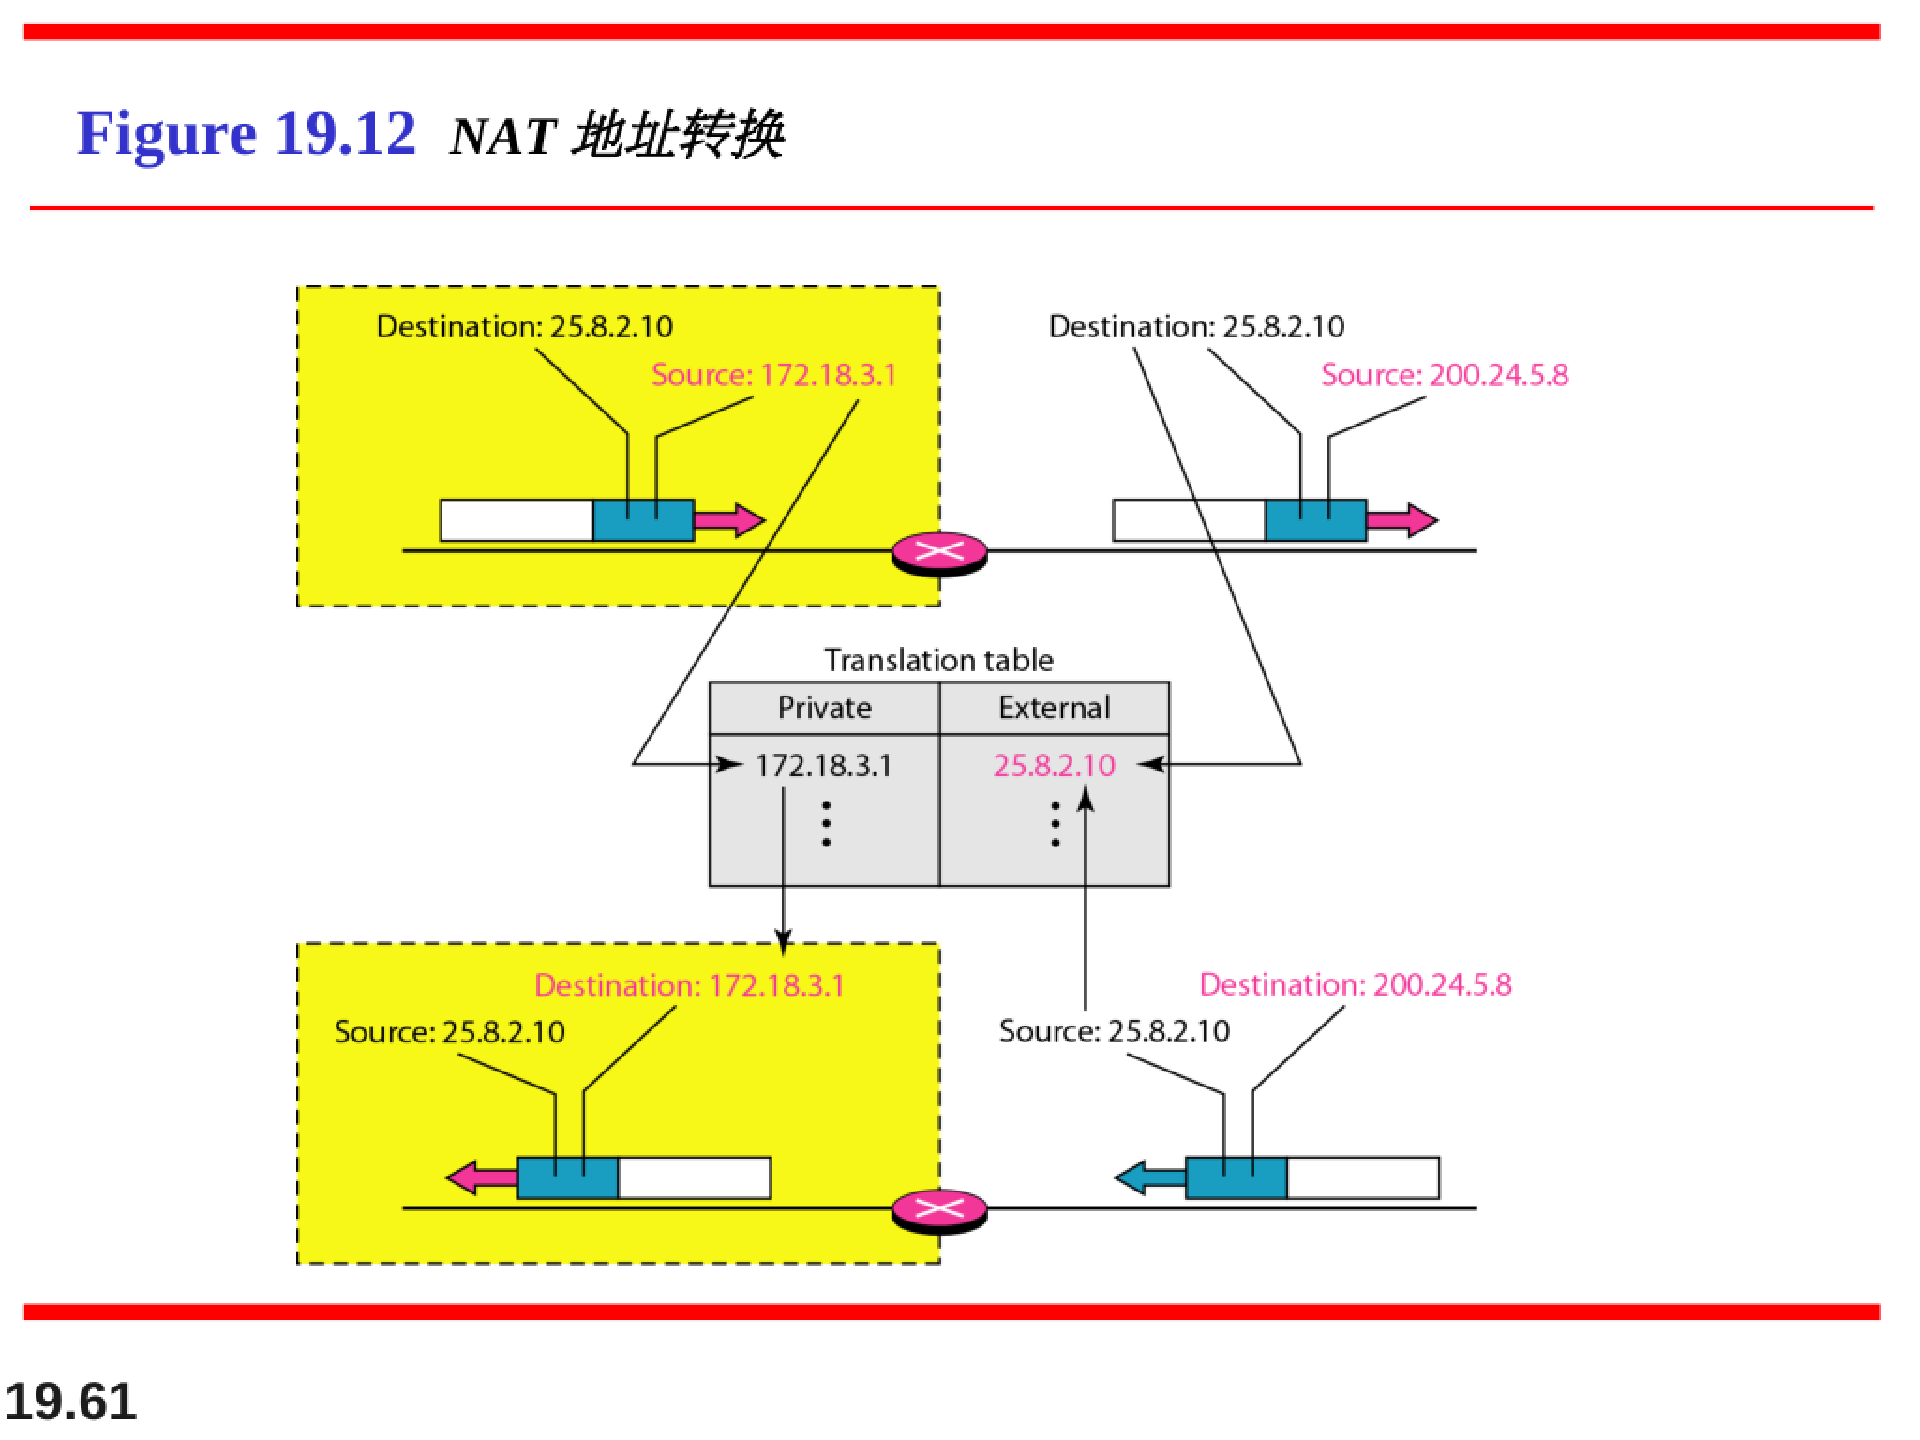 Figure 19.12 NAT 地址转换
Destination: 25.8.2.10
Source: 172.18.3.1
Destination: 25.8.2.10
Source: 200.24.5.8
Translation table
Private External
172.18.3.1 25.8.2.10
Destination: 172.18.3.1
Source: 25.8.2.10
Destination: 200.24.5.8
Source: 25.8.2.10
19.61